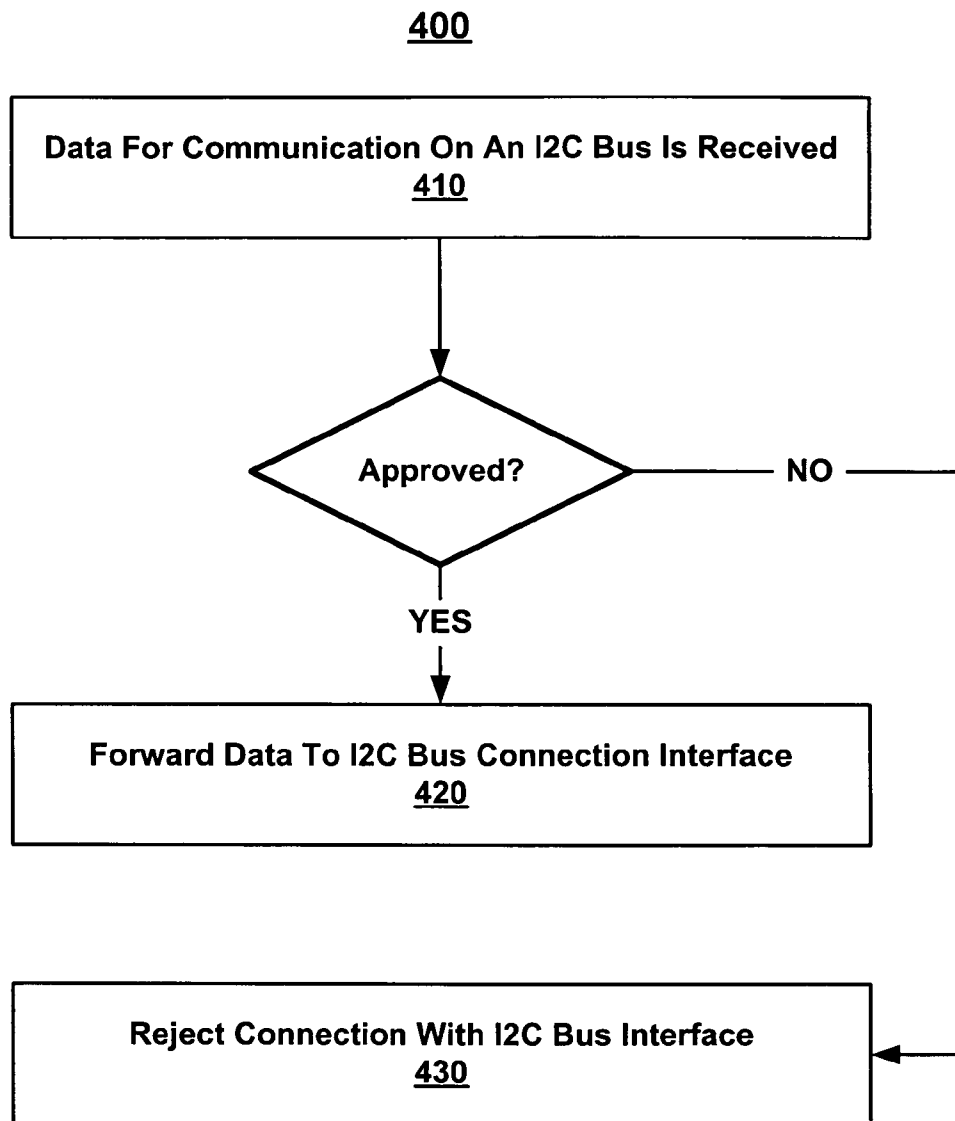 400
Data For Communication On An I2C Bus Is Received
410
Approved?
NO
YES
Forward Data To I2C Bus Connection Interface
420
Reject Connection With I2C Bus Interface
430